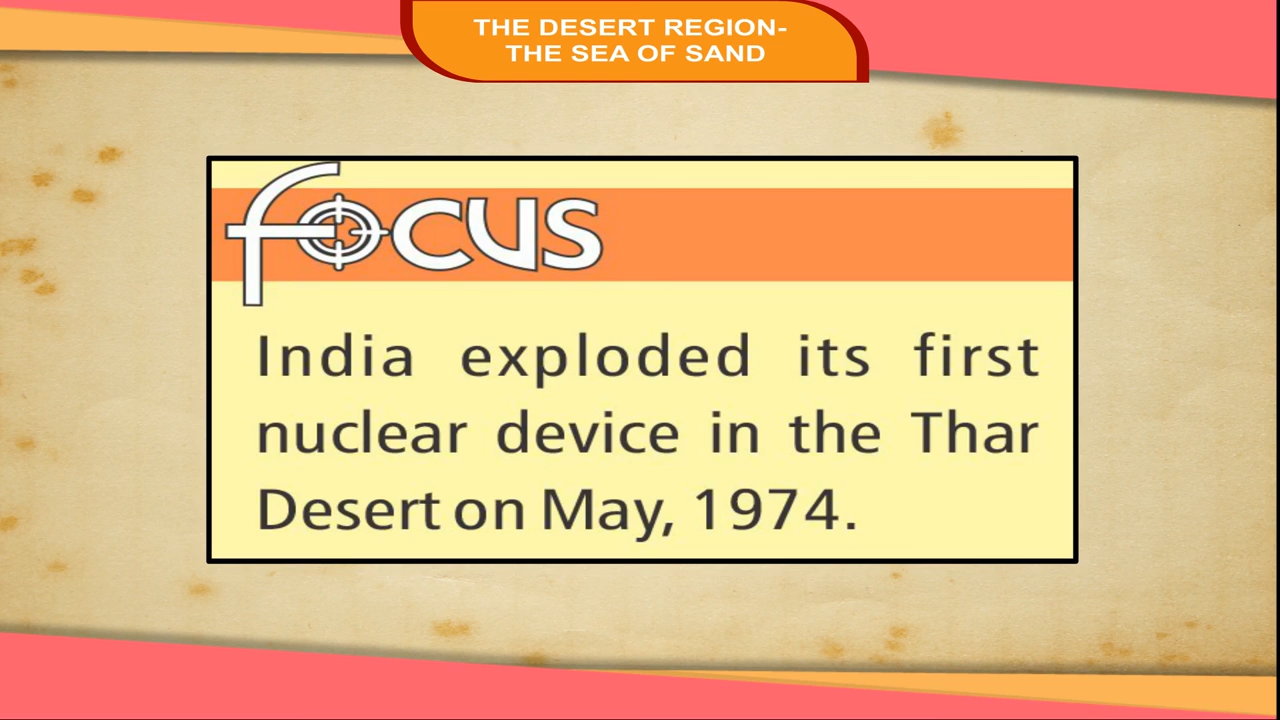 THE DESERT REGION-
THE SEA OF SAND
focus
India exploded its first
nuclear device in the Thar
Desert on May, 1974.